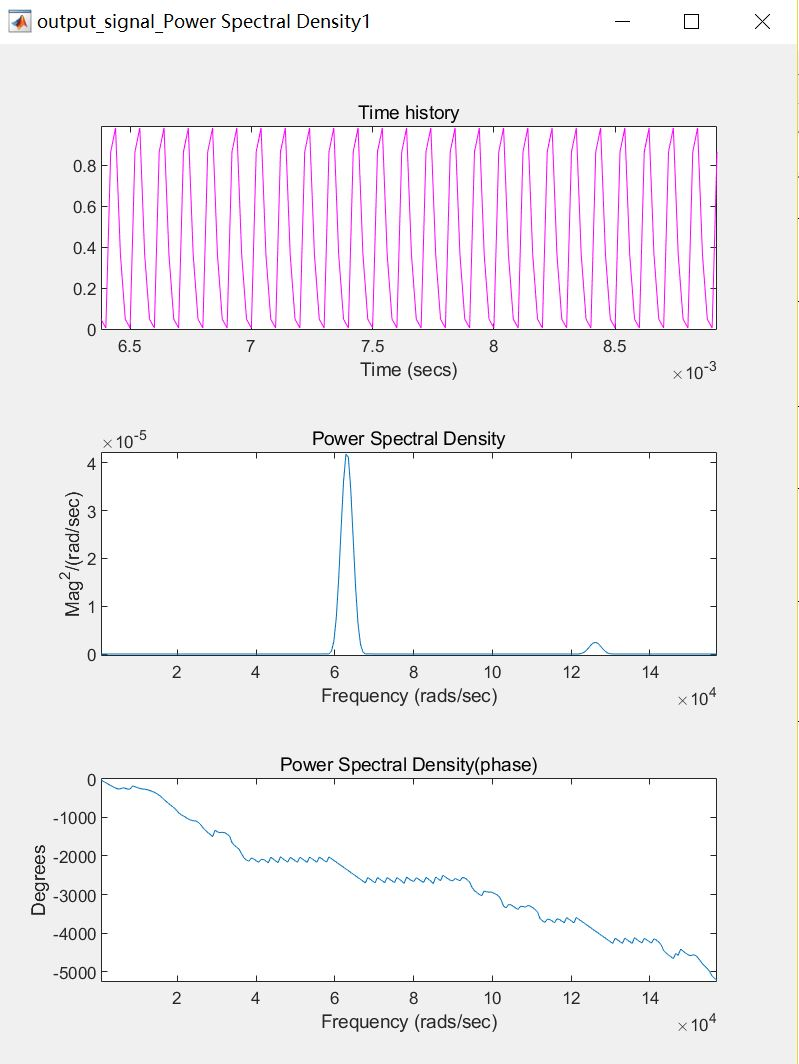 output_signal_Power Spectral Density1
Time history
0.8
0.6
0.4
0.2
0
6.5 7 7.5 8 8.5
Time (secs)
×10-3
×10-5
Power Spectral Density
4
3
2
1
0
Mag2/(rad/sec)
2 4 6 8 10 12 14
Frequency (rads/sec)
×104
Power Spectral Density(phase)
0
-1000
-2000
-3000
-4000
-5000
Degrees
2 4 6 8 10 12 14
Frequency (rads/sec)
×104